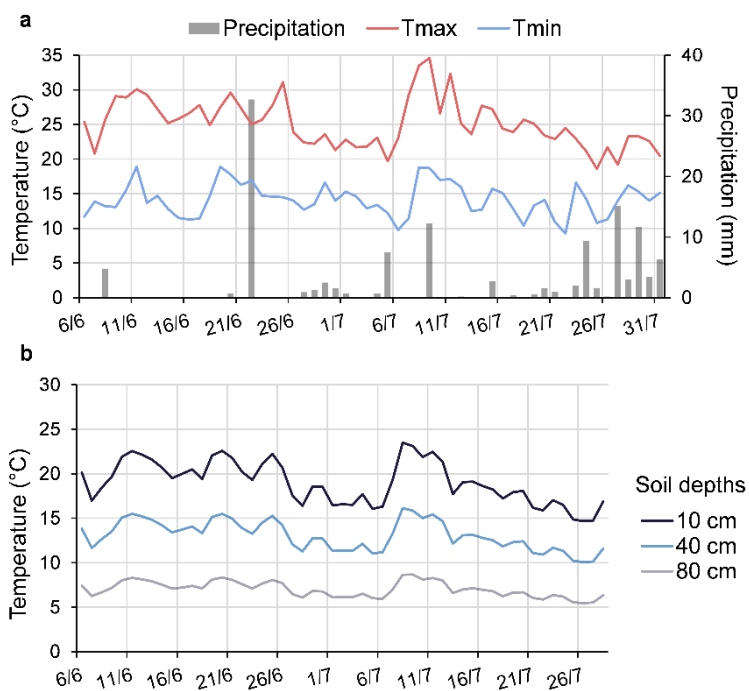 a
Precipitation Tmax Tmin
Temperature (°C)
35
30
25
20
15
10
5
0
Precipitation (mm)
40
30
20
10
0
6/6 11/6 16/6 21/6 26/6 1/7 6/7 11/7 16/7 21/7 26/7 31/7
b
Temperature (°C)
30
25
20
15
10
5
0
6/6 11/6 16/6 21/6 26/6 1/7 6/7 11/7 16/7 21/7 26/7
Soil depths
10 cm
40 cm
80 cm